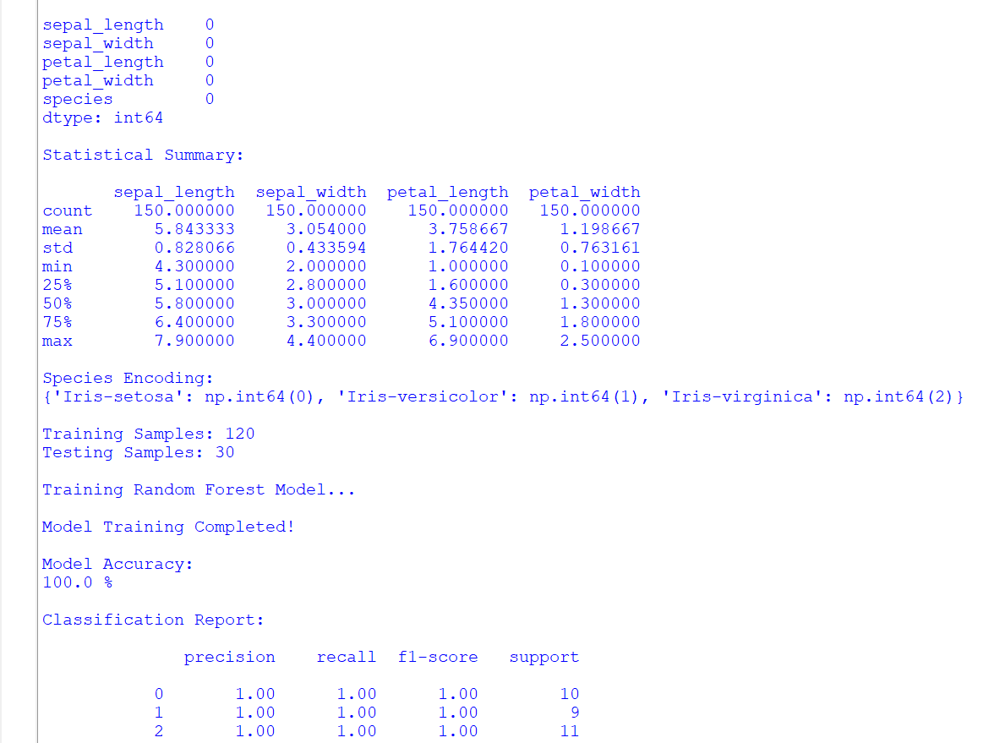 sepal_length    0
sepal_width     0
petal_length    0
petal_width     0
species         0
dtype: int64
Statistical Summary:
       sepal_length  sepal_width  petal_length  petal_width
count    150.000000   150.000000    150.000000   150.000000
mean       5.843333     3.054000      3.758667     1.198667
std        0.828066     0.433594      1.764420     0.763161
min        4.300000     2.000000      1.000000     0.100000
25%        5.100000     2.800000      1.600000     0.300000
50%        5.800000     3.000000      4.350000     1.300000
75%        6.400000     3.300000      5.100000     1.800000
max        7.900000     4.400000      6.900000     2.500000
Species Encoding:
{'Iris-setosa': np.int64(0), 'Iris-versicolor': np.int64(1), 'Iris-virginica': np.int64(2)}
Training Samples: 120
Testing Samples: 30
Training Random Forest Model...
Model Training Completed!
Model Accuracy:
100.0 %
Classification Report:
              precision    recall  f1-score   support
           0       1.00      1.00      1.00        10
           1       1.00      1.00      1.00         9
           2       1.00      1.00      1.00        11